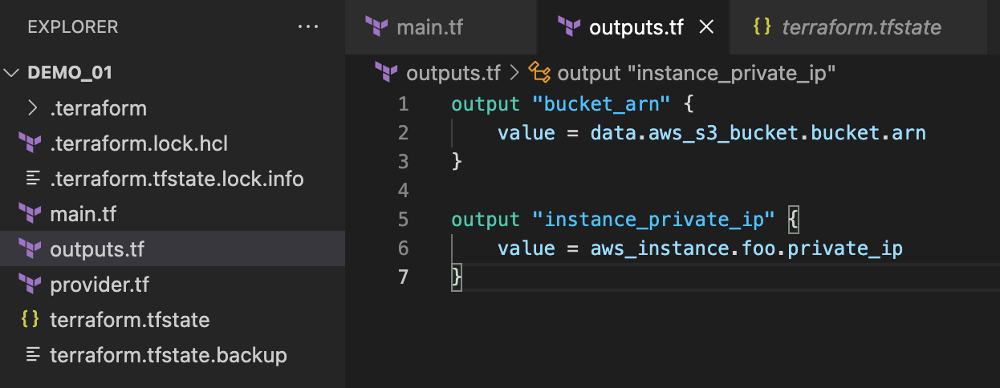 EXPLORER ...
DEMO_01
.terraform
.terraform.lock.hcl
.terraform.tfstate.lock.info
main.tf
outputs.tf
provider.tf
terraform.tfstate
terraform.tfstate.backup
main.tf outputs.tf {} terraform.tfstate
outputs.tf > output "instance_private_ip"
1 output "bucket_arn" {
2     value = data.aws_s3_bucket.bucket.arn
3 }
4
5 output "instance_private_ip" {
6     value = aws_instance.foo.private_ip
7 }